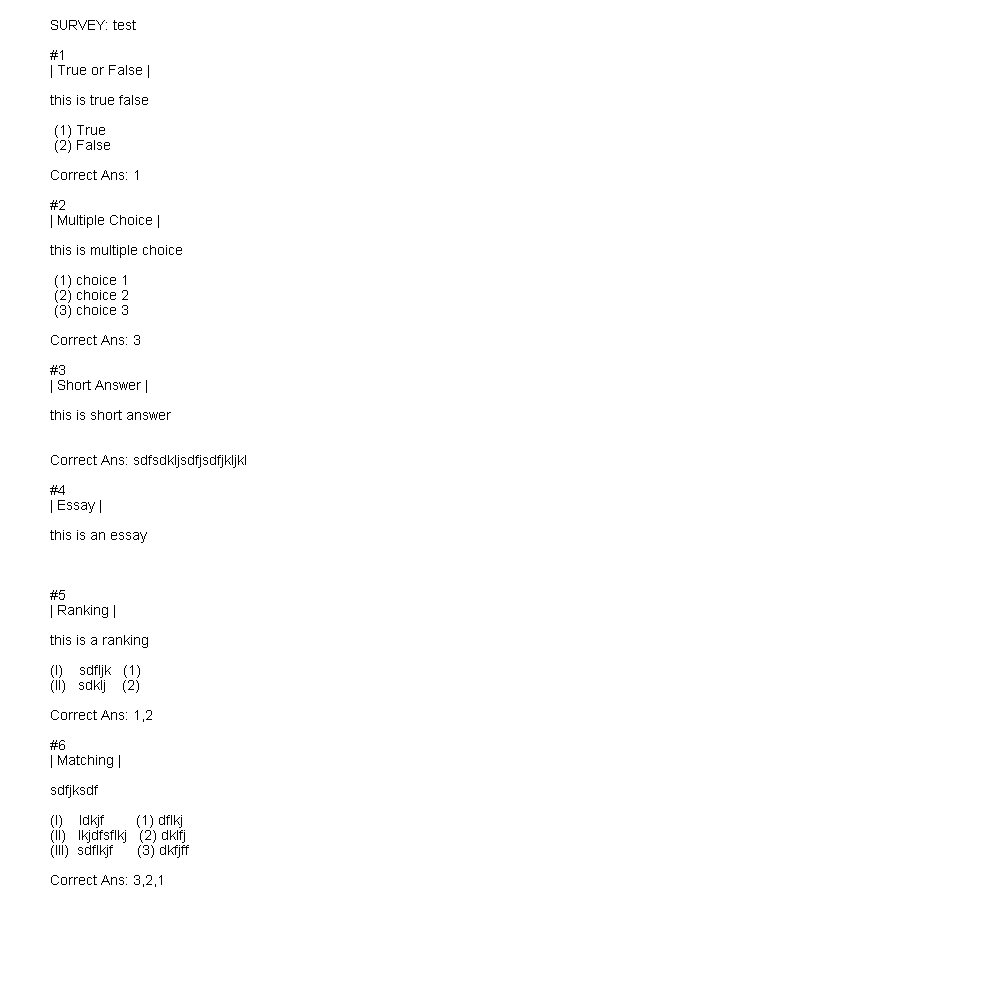 SURVEY: test
#1
| True or False |
this is true false
(1) True
(2) False
Correct Ans: 1
#2
| Multiple Choice |
this is multiple choice
(1) choice 1
(2) choice 2
(3) choice 3
Correct Ans: 3
#3
| Short Answer |
this is short answer
Correct Ans: sdfsdkljsdfjsdfjkljkl
#4
| Essay |
this is an essay
#5
| Ranking |
this is a ranking
(I) sdfljk (1)
(II) sdklj (2)
Correct Ans: 1,2
#6
| Matching |
sdfjksdf
(I) ldkjf (1) dflkj
(II) lkjdfsflkj (2) dklfj
(III) sdflkjf (3) dkfjff
Correct Ans: 3,2,1